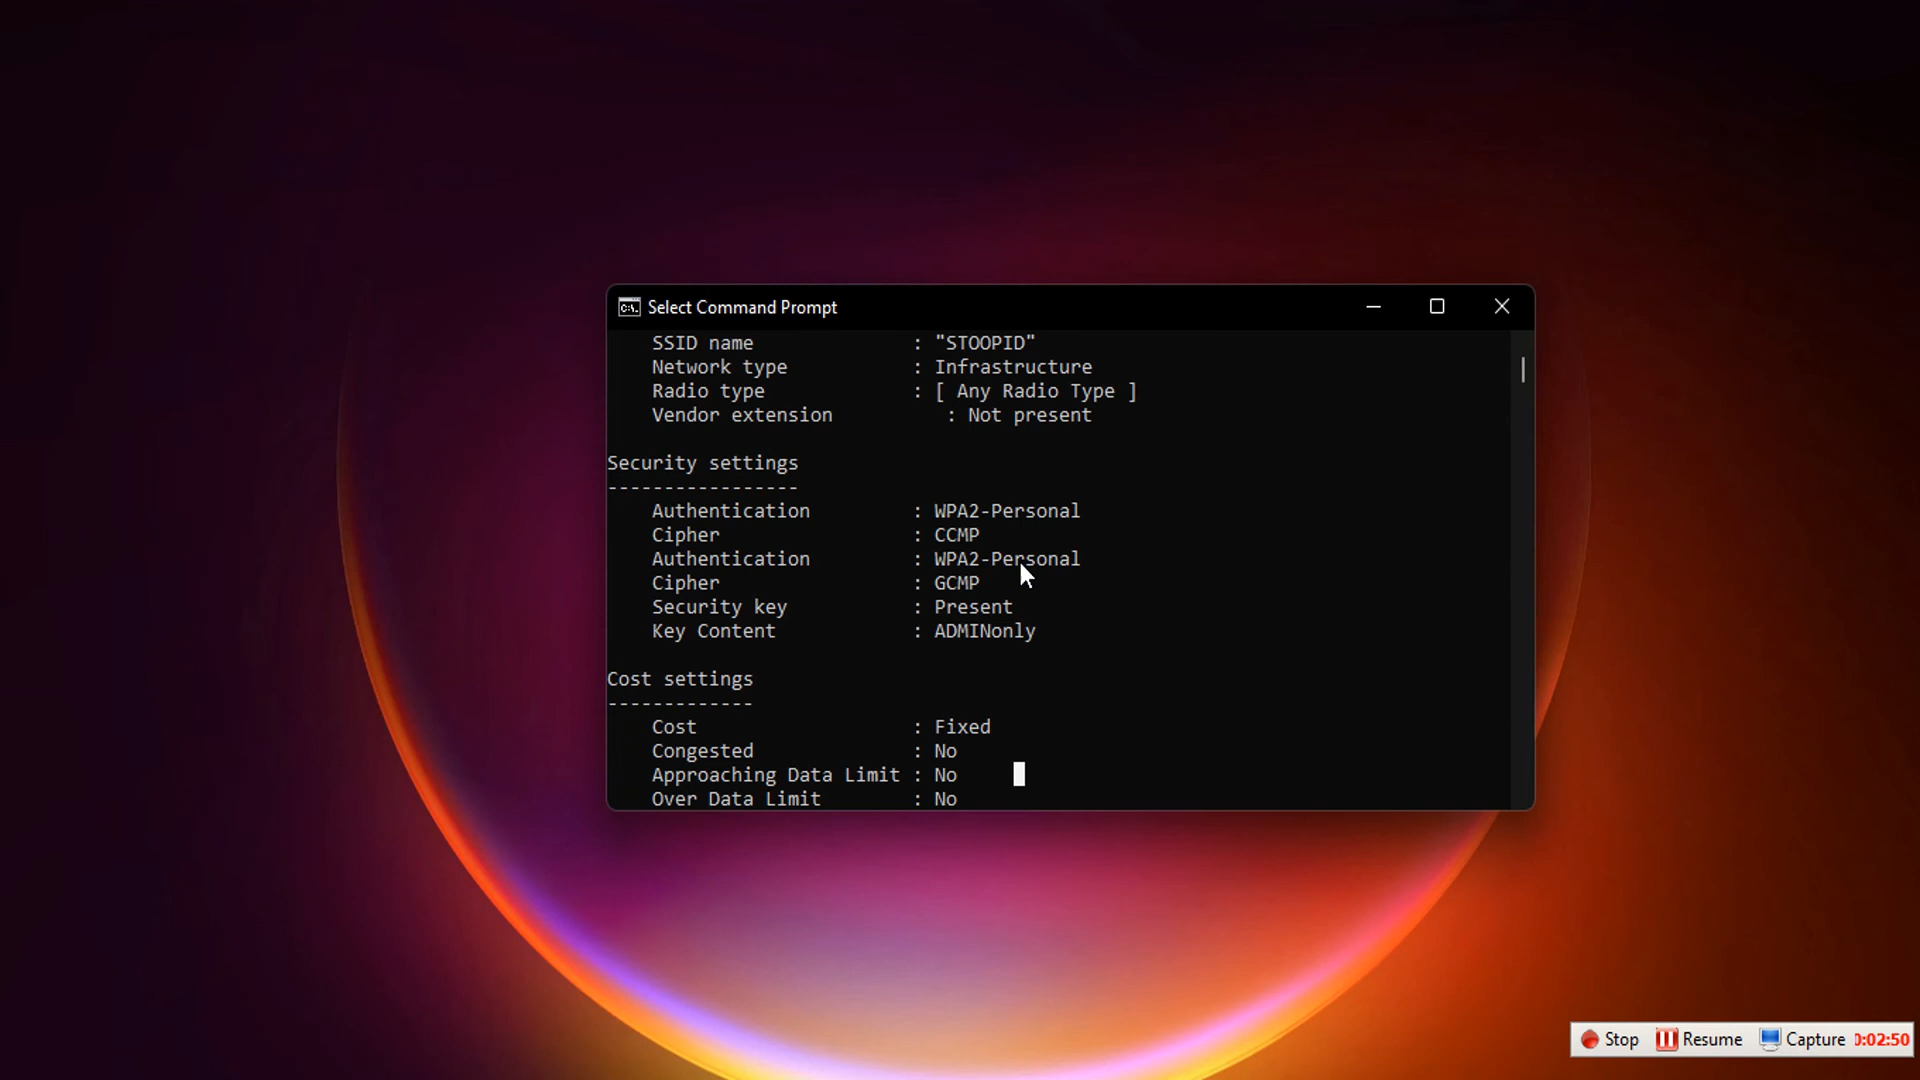 Select Command Prompt
SSID name : "STOOPID"
Network type : Infrastructure
Radio type : [ Any Radio Type ]
Vendor extension : Not present
Security settings
-----------------
Authentication : WPA2-Personal
Cipher : CCMP
Authentication : WPA2-Personal
Cipher : GCMP
Security key : Present
Key Content : ADMINonly
Cost settings
-------------
Cost : Fixed
Congested : No
Approaching Data Limit : No
Over Data Limit : No
Stop Resume Capture 0:02:50